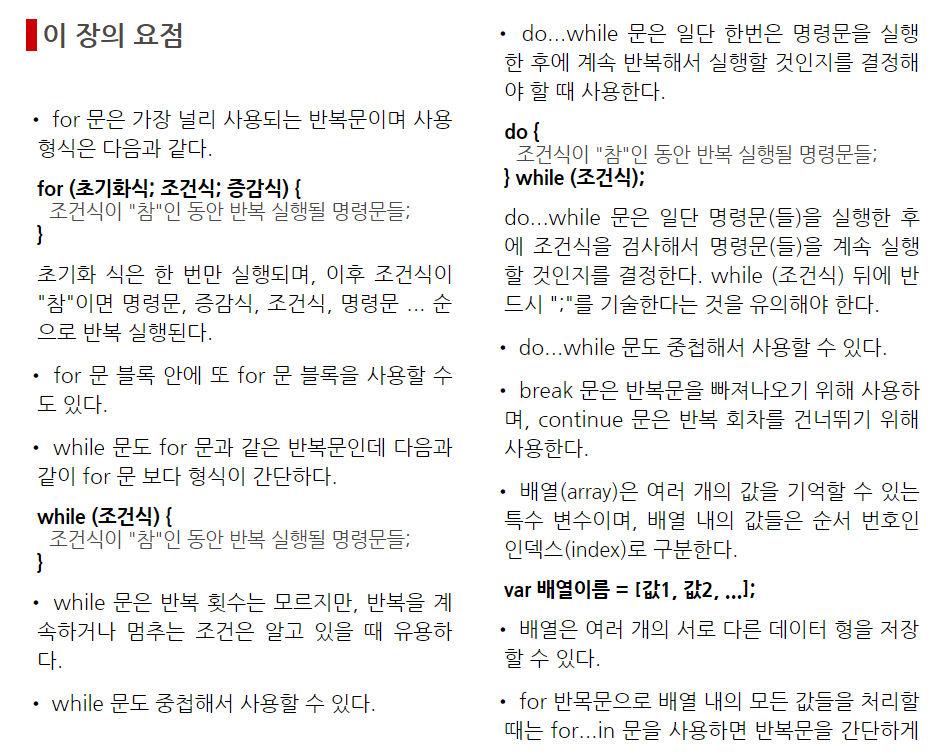 이 장의 요점
• for 문은 가장 널리 사용되는 반복문이며 사용
형식은 다음과 같다.
for (초기화식; 조건식; 증감식) {
조건식이 "참"인 동안 반복 실행될 명령문들;
}
초기화 식은 한 번만 실행되며, 이후 조건식이
"참"이면 명령문, 증감식, 조건식, 명령문 ... 순
으로 반복 실행된다.
• for 문 블록 안에 또 for 문 블록을 사용할 수
도 있다.
• while 문도 for 문과 같은 반복문인데 다음과
같이 for 문 보다 형식이 간단하다.
while (조건식) {
조건식이 "참"인 동안 반복 실행될 명령문들;
}
• while 문은 반복 횟수는 모르지만, 반복을 계
속하거나 멈추는 조건은 알고 있을 때 유용하
다.
• while 문도 중첩해서 사용할 수 있다.
• do...while 문은 일단 한번은 명령문을 실행
한 후에 계속 반복해서 실행할 것인지를 결정해
야 할 때 사용한다.
do {
조건식이 "참"인 동안 반복 실행될 명령문들;
} while (조건식);
do...while 문은 일단 명령문(들)을 실행한 후
에 조건식을 검사해서 명령문(들)을 계속 실행
할 것인지를 결정한다. while (조건식) 뒤에 반
드시 ";"를 기술한다는 것을 유의해야 한다.
• do...while 문도 중첩해서 사용할 수 있다.
• break 문은 반복문을 빠져나오기 위해 사용하
며, continue 문은 반복 회차를 건너뛰기 위해
사용한다.
• 배열(array)은 여러 개의 값을 기억할 수 있는
특수 변수이며, 배열 내의 값들은 순서 번호인
인덱스(index)로 구분한다.
var 배열이름 = [값1, 값2, ...];
• 배열은 여러 개의 서로 다른 데이터 형을 저장
할 수 있다.
• for 반목문으로 배열 내의 모든 값들을 처리할
때는 for...in 문을 사용하면 반복문을 간단하게